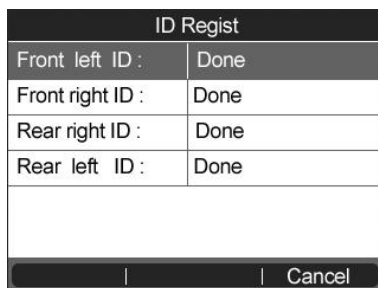 ID Regist
Front left ID : Done
Front right ID : Done
Rear right ID : Done
Rear left ID : Done
Cancel